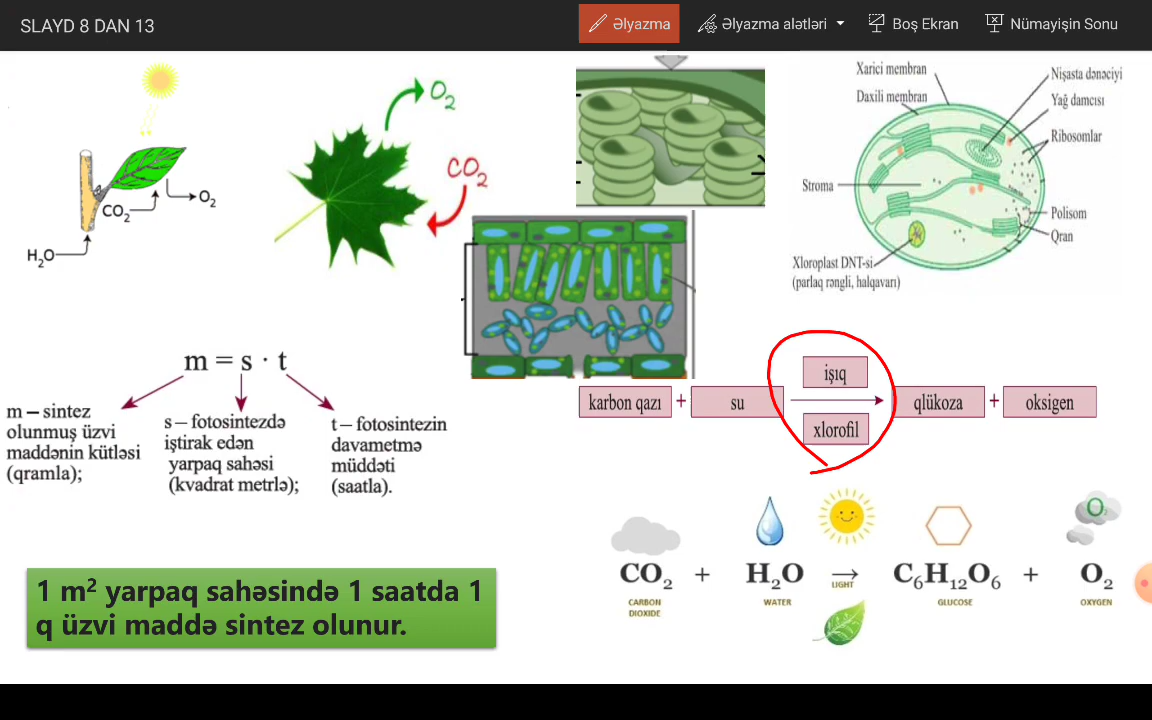 SLAYD 8 DAN 13
Əlyazma
Əlyazma alətləri
Boş Ekran
Nümayişin Sonu
O2
CO2
CO2
O2
H2O
Xarici membran
Daxili membran
Stroma
Xloroplast DNT-si
(parlaq rəngli, halqavarı)
Nişasta dənəciyi
Yağ damcısı
Ribosomlar
Polisom
Qran
m = s · t
m – sintez
olunmuş üzvi
maddənin kütləsi
(qramla);
s – fotosintezdə
iştirak edən
yarpaq sahəsi
(kvadrat metrlə);
t – fotosintezin
davametmə
müddəti
(saatla).
karbon qazı + su
işıq
xlorofil
qlükoza + oksigen
1 m² yarpaq sahəsində 1 saatda 1
q üzvi maddə sintez olunur.
O2
CO2 + H2O → C6H12O6 + O2
CARBON
DIOXIDE
WATER
LIGHT
GLUCOSE
OXYGEN